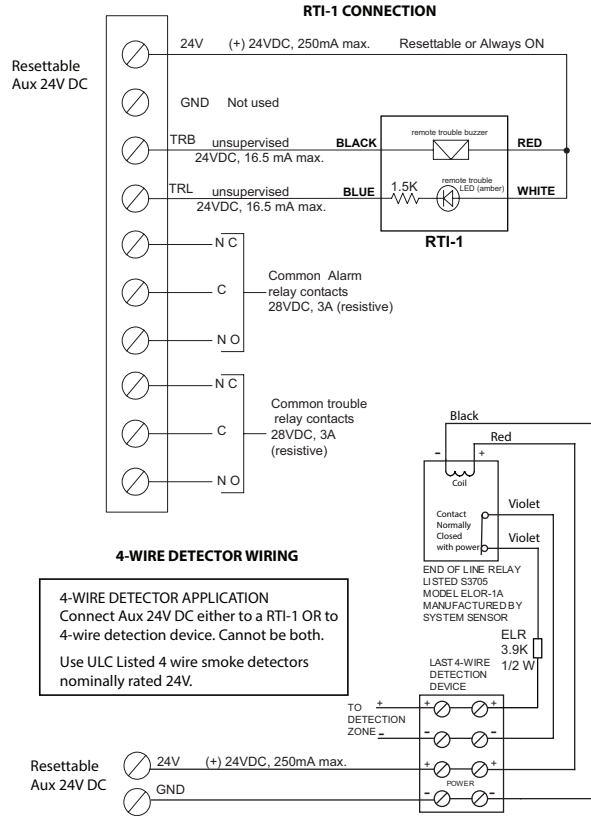 RTI-1 CONNECTION
Resettable
Aux 24V DC
24V (+) 24VDC, 250mA max. Resettable or Always ON
GND Not used
TRB unsupervised
24VDC, 16.5 mA max.
BLACK
remote trouble buzzer
RED
TRL unsupervised
24VDC, 16.5 mA max.
BLUE
1.5K
remote trouble
LED (amber)
WHITE
RTI-1
N C
C
N O
Common Alarm
relay contacts
28VDC, 3A (resistive)
N C
C
N O
Common trouble
relay contacts
28VDC, 3A
(resistive)
Black
Red
- +
Coil
Contact
Normally
Closed
with power
Violet
Violet
END OF LINE RELAY
LISTED S3705
MODEL ELOR-1A
MANUFACTURED BY
SYSTEM SENSOR
4-WIRE DETECTOR WIRING
4-WIRE DETECTOR APPLICATION
Connect Aux 24V DC either to a RTI-1 OR to
4-wire detection device. Cannot be both.
Use ULC Listed 4 wire smoke detectors
nominally rated 24V.
ELR
3.9K
1/2 W
LAST 4-WIRE
DETECTION
DEVICE
TO +
DETECTION
ZONE -
+ +
- -
+ +
POWER
- -
Resettable
Aux 24V DC
24V (+) 24VDC, 250mA max.
GND